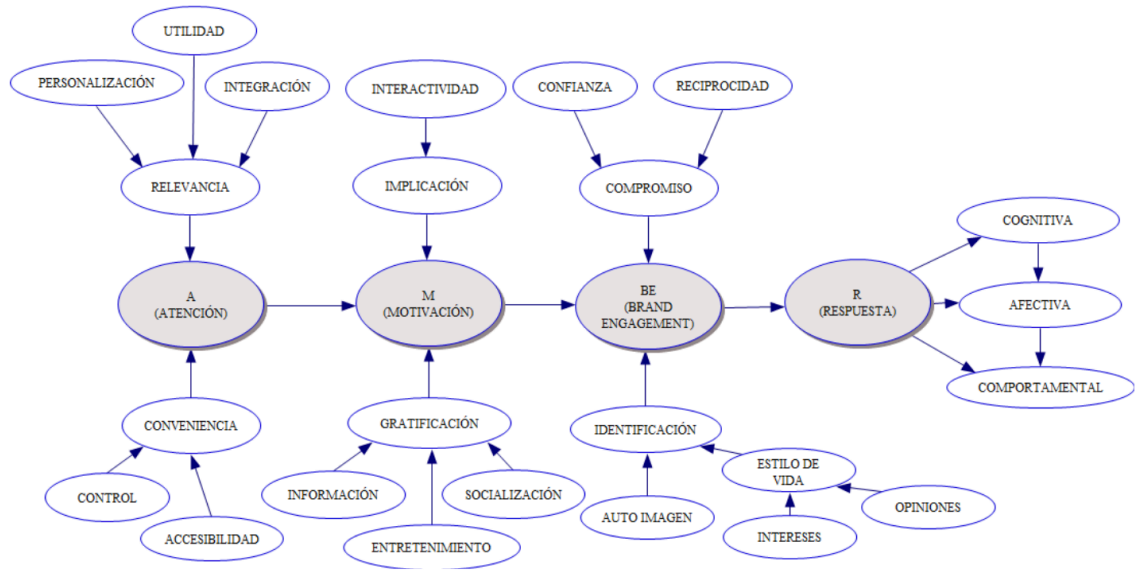 UTILIDAD
PERSONALIZACIÓN
INTEGRACIÓN
INTERACTIVIDAD
CONFIANZA
RECIPROCIDAD
RELEVANCIA
IMPLICACIÓN
COMPROMISO
COGNITIVA
A
(ATENCIÓN)
M
(MOTIVACIÓN)
BE
(BRAND
ENGAGEMENT)
R
(RESPUESTA)
AFECTIVA
COMPORTAMENTAL
CONVENIENCIA
GRATIFICACIÓN
IDENTIFICACIÓN
ESTILO DE
VIDA
CONTROL
INFORMACIÓN
SOCIALIZACIÓN
AUTO IMAGEN
OPINIONES
ACCESIBILIDAD
ENTRETENIMIENTO
INTERESES